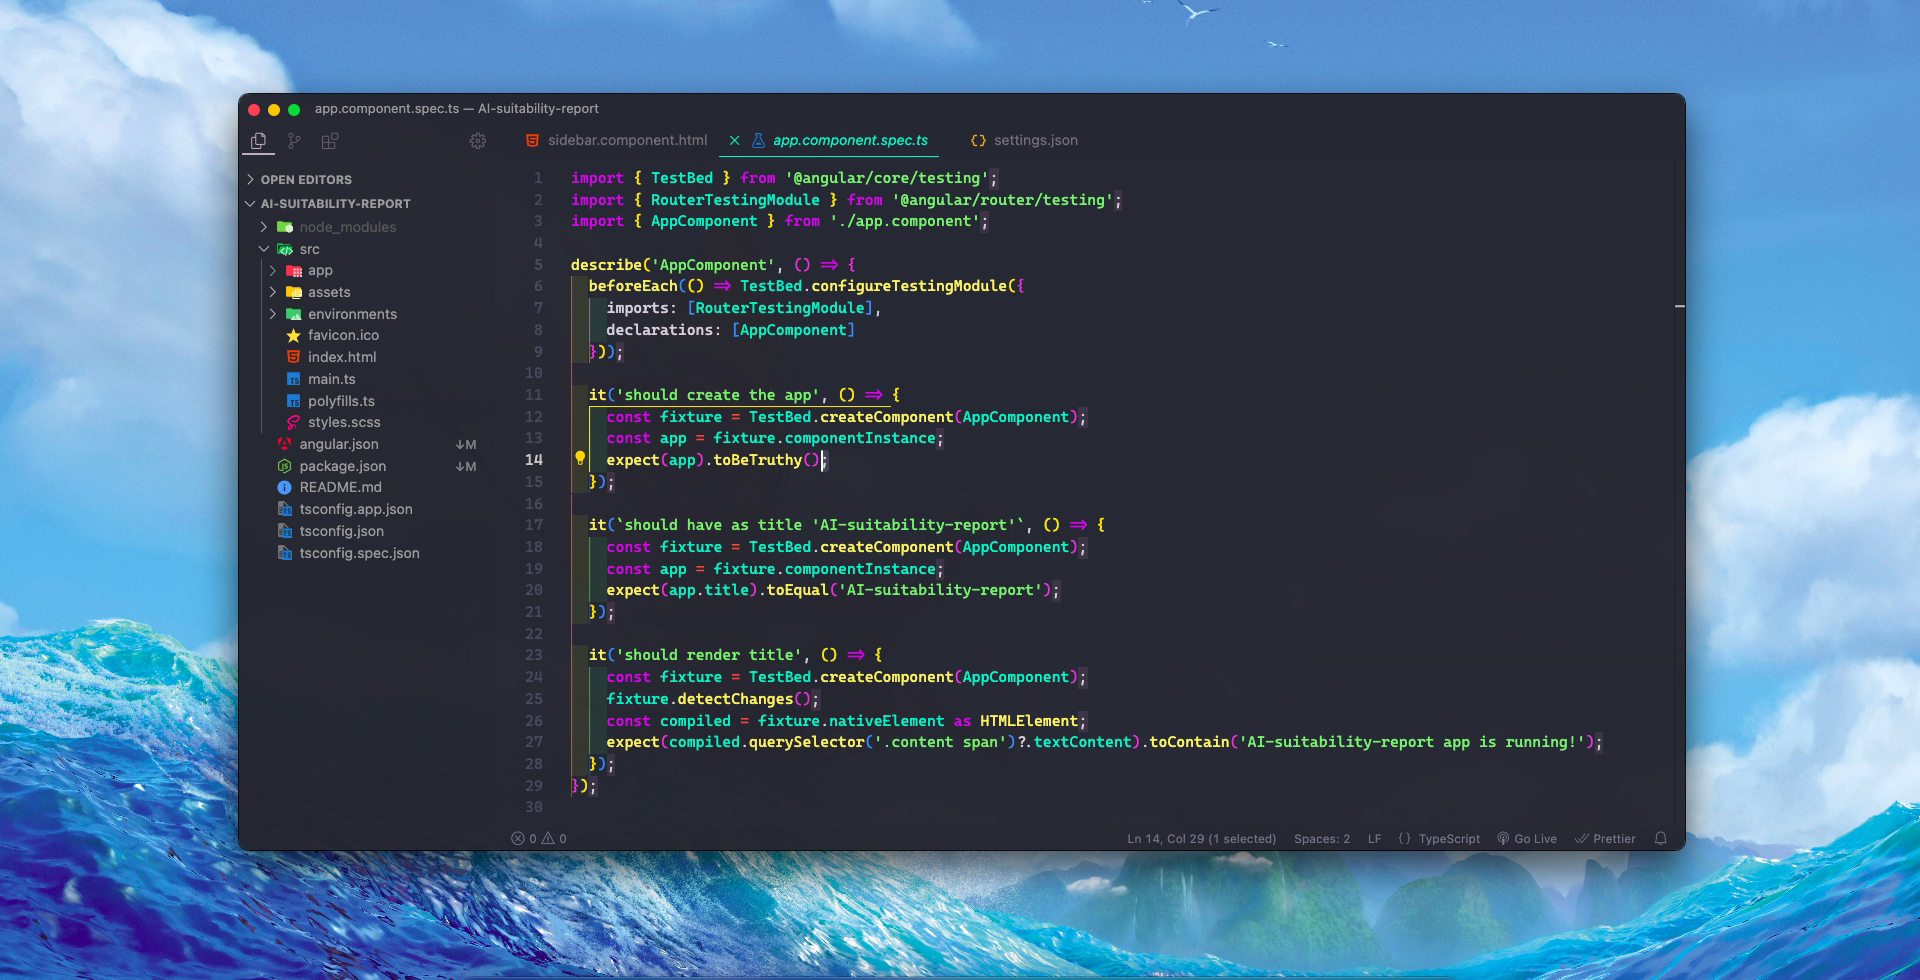 app.component.spec.ts — AI-suitability-report
sidebar.component.html
app.component.spec.ts
settings.json
OPEN EDITORS
AI-SUITABILITY-REPORT
node_modules
src
app
assets
environments
favicon.ico
index.html
main.ts
polyfills.ts
styles.scss
angular.json ↓M
package.json ↓M
README.md
tsconfig.app.json
tsconfig.json
tsconfig.spec.json
1 import { TestBed } from '@angular/core/testing';
2 import { RouterTestingModule } from '@angular/router/testing';
3 import { AppComponent } from './app.component';
4
5 describe('AppComponent', () => {
6 beforeEach(() => TestBed.configureTestingModule({
7 imports: [RouterTestingModule],
8 declarations: [AppComponent]
9 }));
10
11 it('should create the app', () => {
12 const fixture = TestBed.createComponent(AppComponent);
13 const app = fixture.componentInstance;
14 expect(app).toBeTruthy();
15 });
16
17 it(`should have as title 'AI-suitability-report'`, () => {
18 const fixture = TestBed.createComponent(AppComponent);
19 const app = fixture.componentInstance;
20 expect(app.title).toEqual('AI-suitability-report');
21 });
22
23 it('should render title', () => {
24 const fixture = TestBed.createComponent(AppComponent);
25 fixture.detectChanges();
26 const compiled = fixture.nativeElement as HTMLElement;
27 expect(compiled.querySelector('.content span')?.textContent).toContain('AI-suitability-report app is running!');
28 });
29 });
30
0 0
Ln 14, Col 29 (1 selected) Spaces: 2 LF {} TypeScript Go Live Prettier